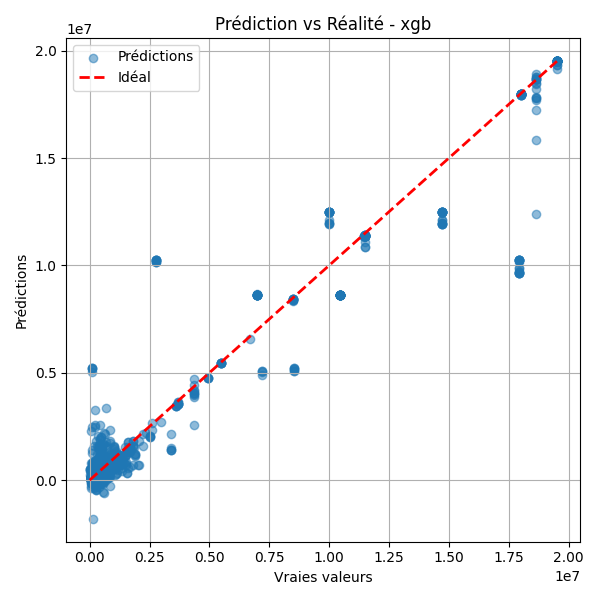 Prédiction vs Réalité - xgb
1e7
Prédictions
Idéal
2.0
1.5
1.0
0.5
0.0
Prédictions
0.00
0.25
0.50
0.75
1.00
1.25
1.50
1.75
2.00
Vraies valeurs
1e7